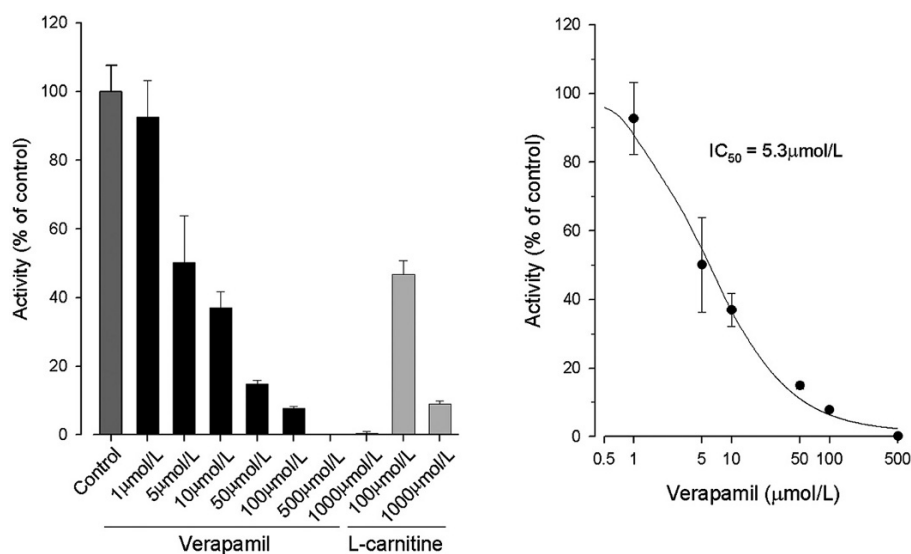 120
100
80
60
40
20
0
Activity (% of control)
Control
1μmol/L
5μmol/L
10μmol/L
50μmol/L
100μmol/L
500μmol/L
1000μmol/L
100μmol/L
1000μmol/L
Verapamil
L-carnitine
120
100
80
60
40
20
0
Activity (% of control)
IC50 = 5.3μmol/L
0.5 1 5 10 50 100 500
Verapamil (μmol/L)